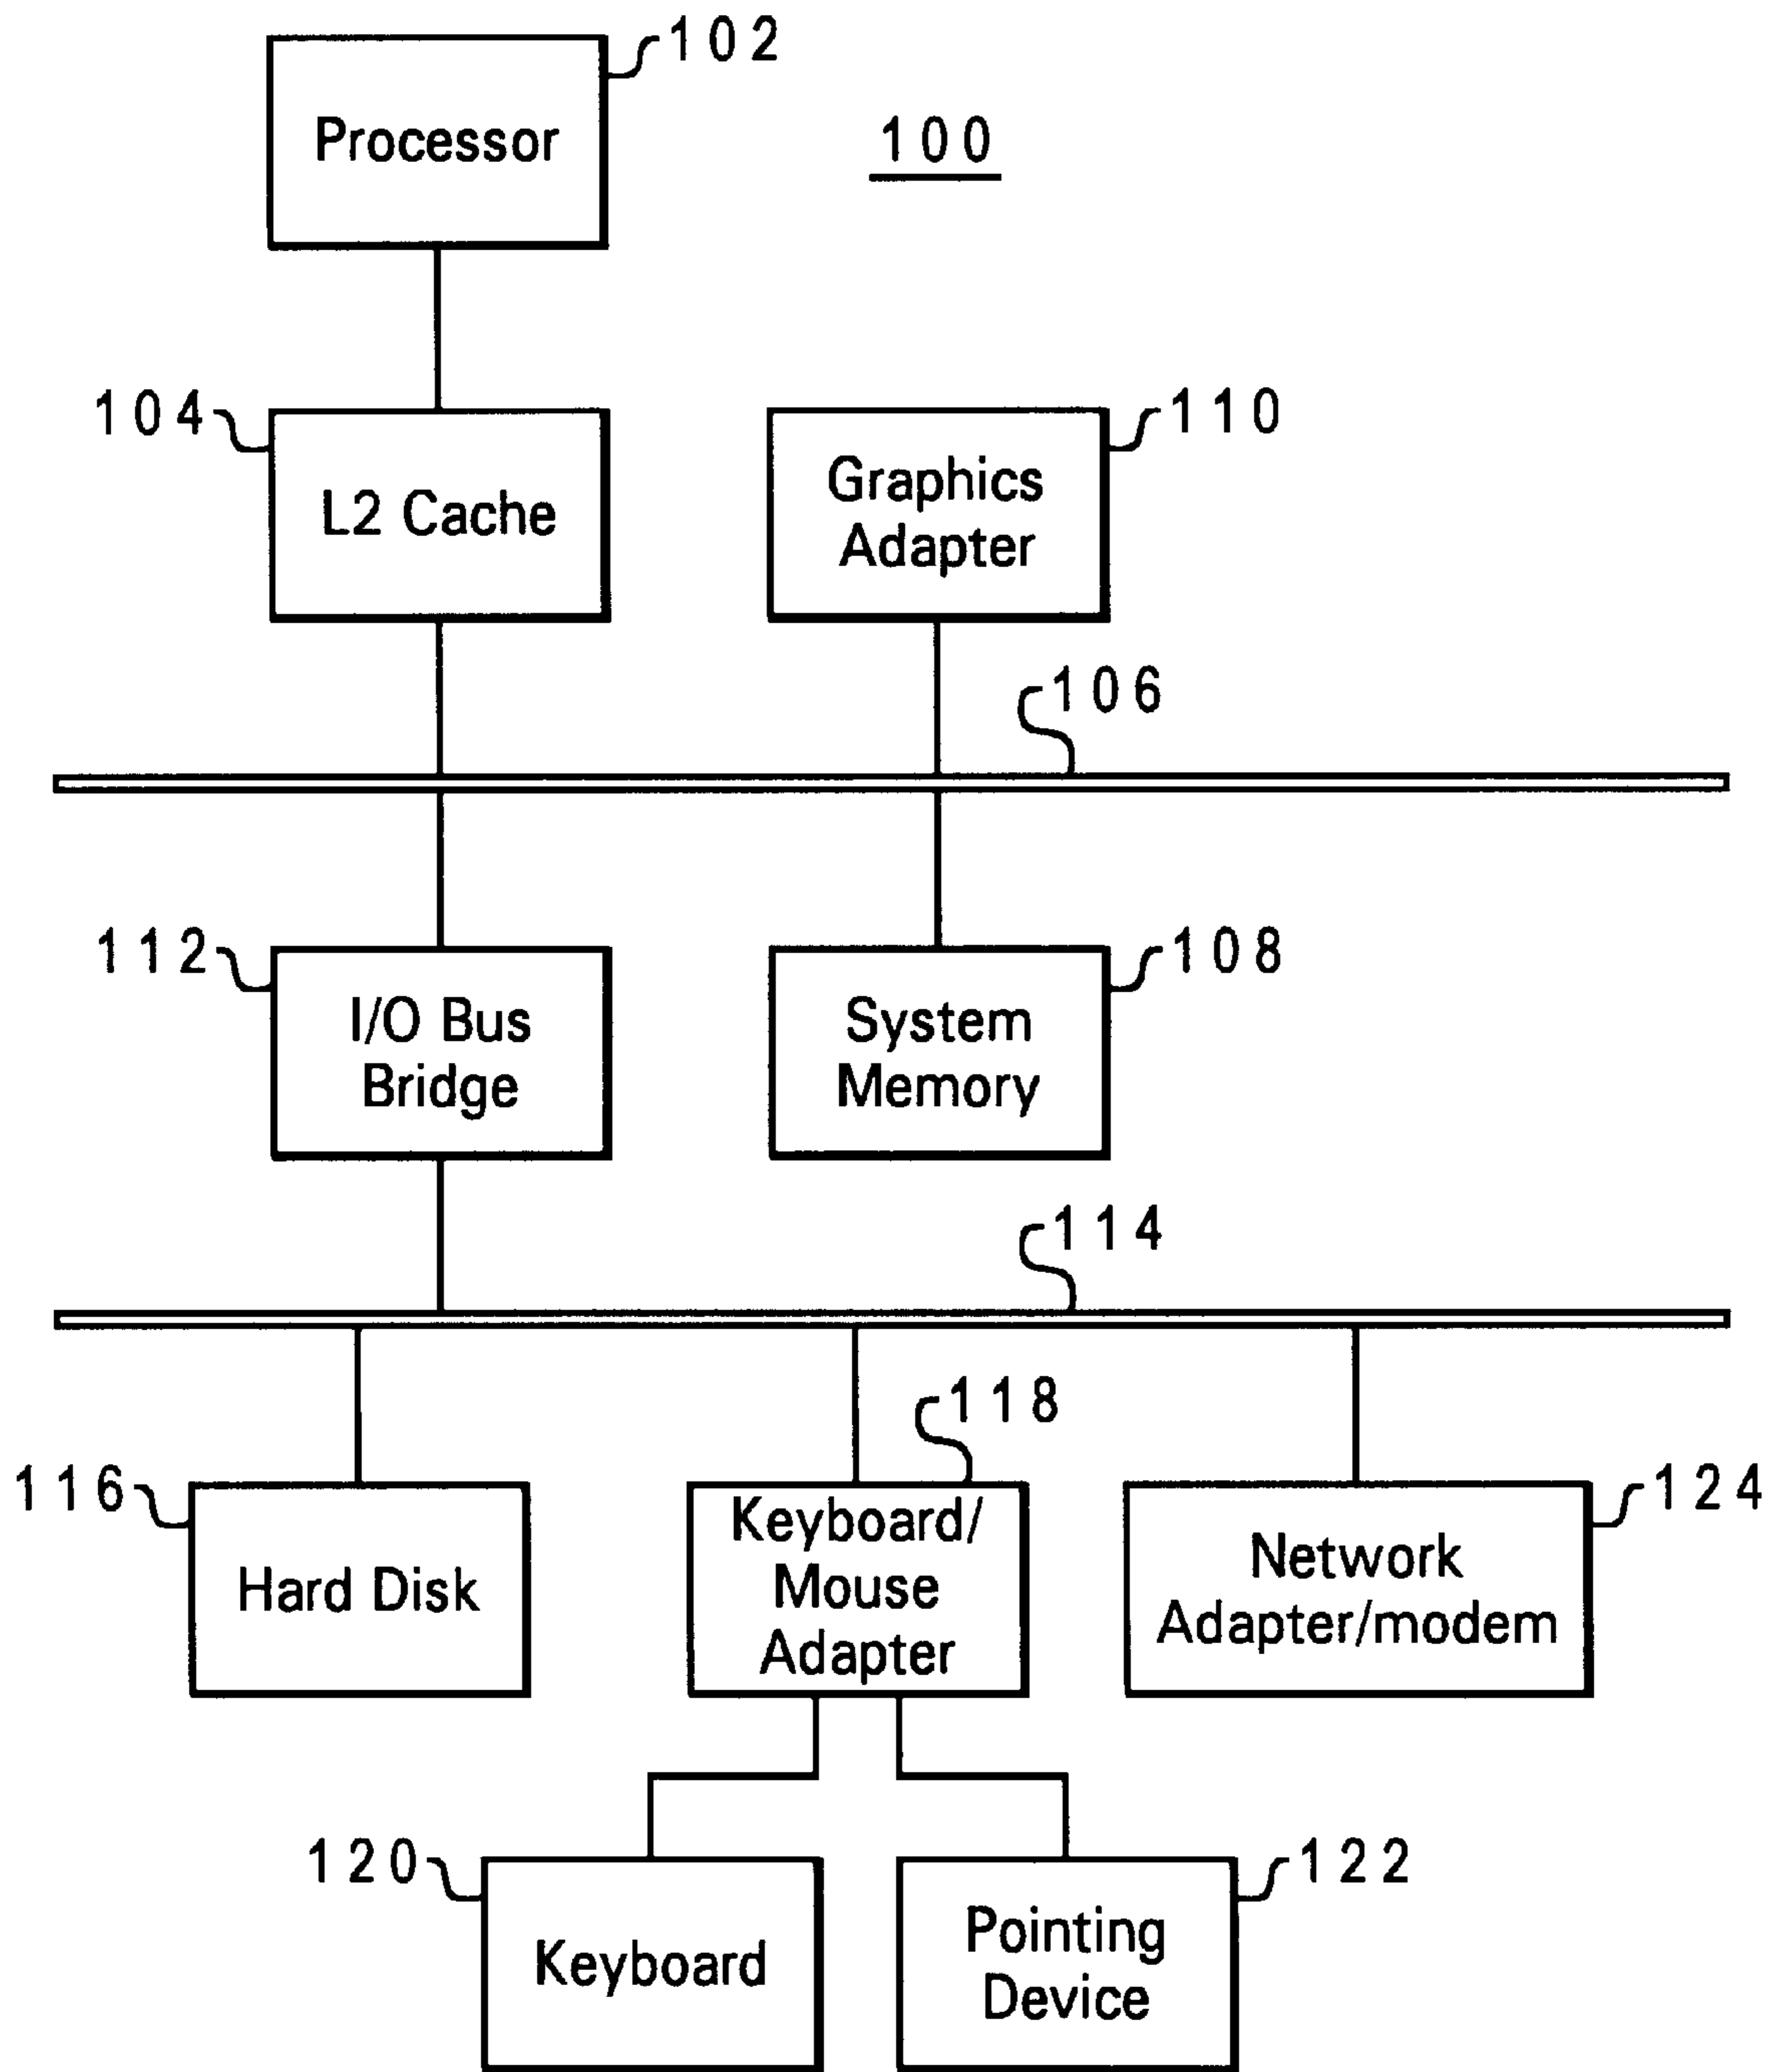 102
Processor
100
104
L2 Cache
110
Graphics
Adapter
106
112
I/O Bus
Bridge
108
System
Memory
114
118
116
Hard Disk
Keyboard/
Mouse
Adapter
124
Network
Adapter/modem
120
Keyboard
122
Pointing
Device